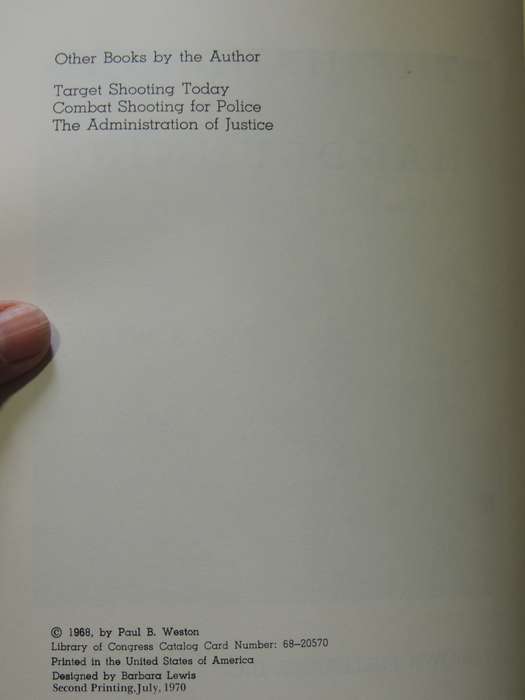 Other Books by the Author
Target Shooting Today
Combat Shooting for Police
The Administration of Justice
© 1968, by Paul B. Weston
Library of Congress Catalog Card Number: 68–20570
Printed in the United States of America
Designed by Barbara Lewis
Second Printing,July, 1970